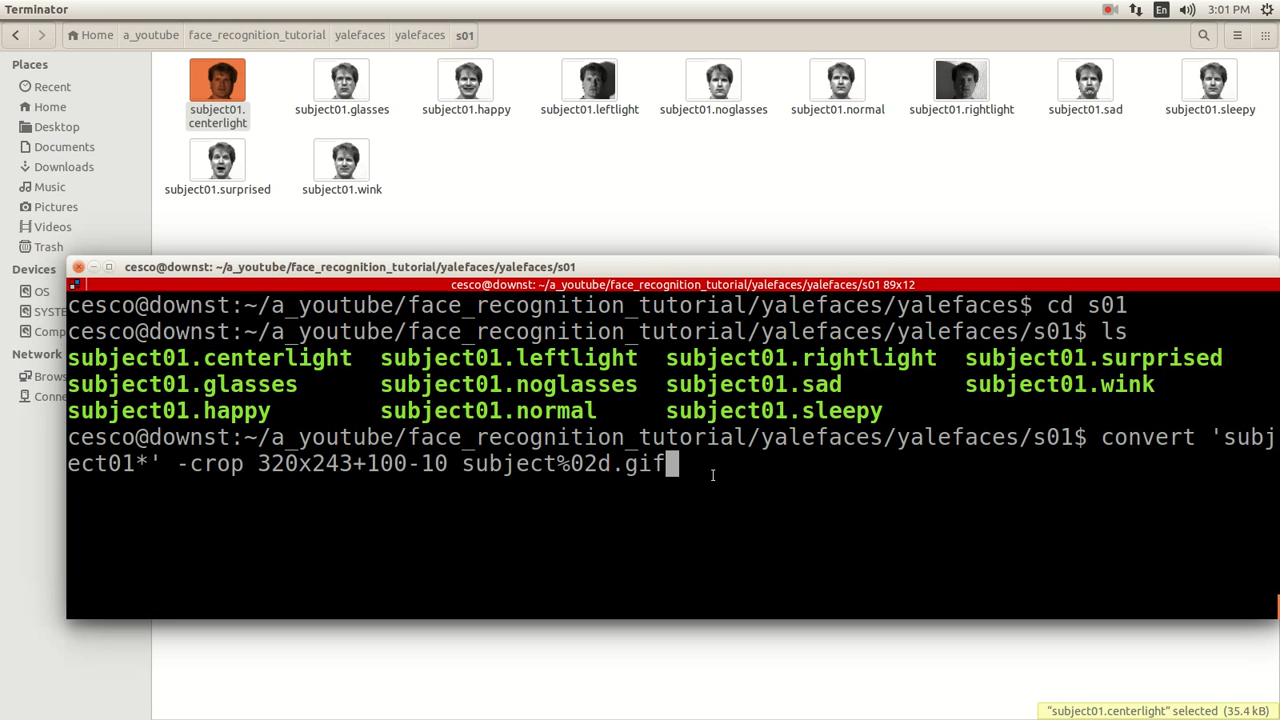 Terminator
En
3:01 PM
Home
a_youtube
face_recognition_tutorial
yalefaces
yalefaces
s01
Places
Recent
Home
Desktop
Documents
Downloads
Music
Pictures
Videos
Trash
Devices
OS
SYSTE
Comp
Network
Brows
Conne
subject01.
centerlight
subject01.glasses
subject01.happy
subject01.leftlight
subject01.noglasses
subject01.normal
subject01.rightlight
subject01.sad
subject01.sleepy
subject01.surprised
subject01.wink
cesco@downst: ~/a_youtube/face_recognition_tutorial/yalefaces/yalefaces/s01
cesco@downst: ~/a_youtube/face_recognition_tutorial/yalefaces/yalefaces/s01 89x12
cesco@downst:~/a_youtube/face_recognition_tutorial/yalefaces/yalefaces$ cd s01
cesco@downst:~/a_youtube/face_recognition_tutorial/yalefaces/yalefaces/s01$ ls
subject01.centerlight subject01.leftlight subject01.rightlight subject01.surprised
subject01.glasses subject01.noglasses subject01.sad subject01.wink
subject01.happy subject01.normal subject01.sleepy
cesco@downst:~/a_youtube/face_recognition_tutorial/yalefaces/yalefaces/s01$ convert 'subj
ect01*' -crop 320x243+100-10 subject%02d.gif
"subject01.centerlight" selected (35.4 kB)